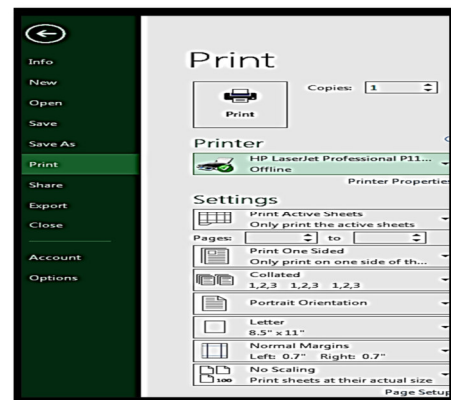 Info
New
Open
Save
Save As
Print
Share
Export
Close
Account
Options
Print
Copies: 1
Print
Printer
HP LaserJet Professional P11...
Offline
Printer Properties
Settings
Print Active Sheets
Only print the active sheets
Pages: to
Print One Sided
Only print on one side of th...
Collated
1,2,3 1,2,3 1,2,3
Portrait Orientation
Letter
8.5" x 11"
Normal Margins
Left: 0.7" Right: 0.7"
No Scaling
100
Print sheets at their actual size
Page Setup